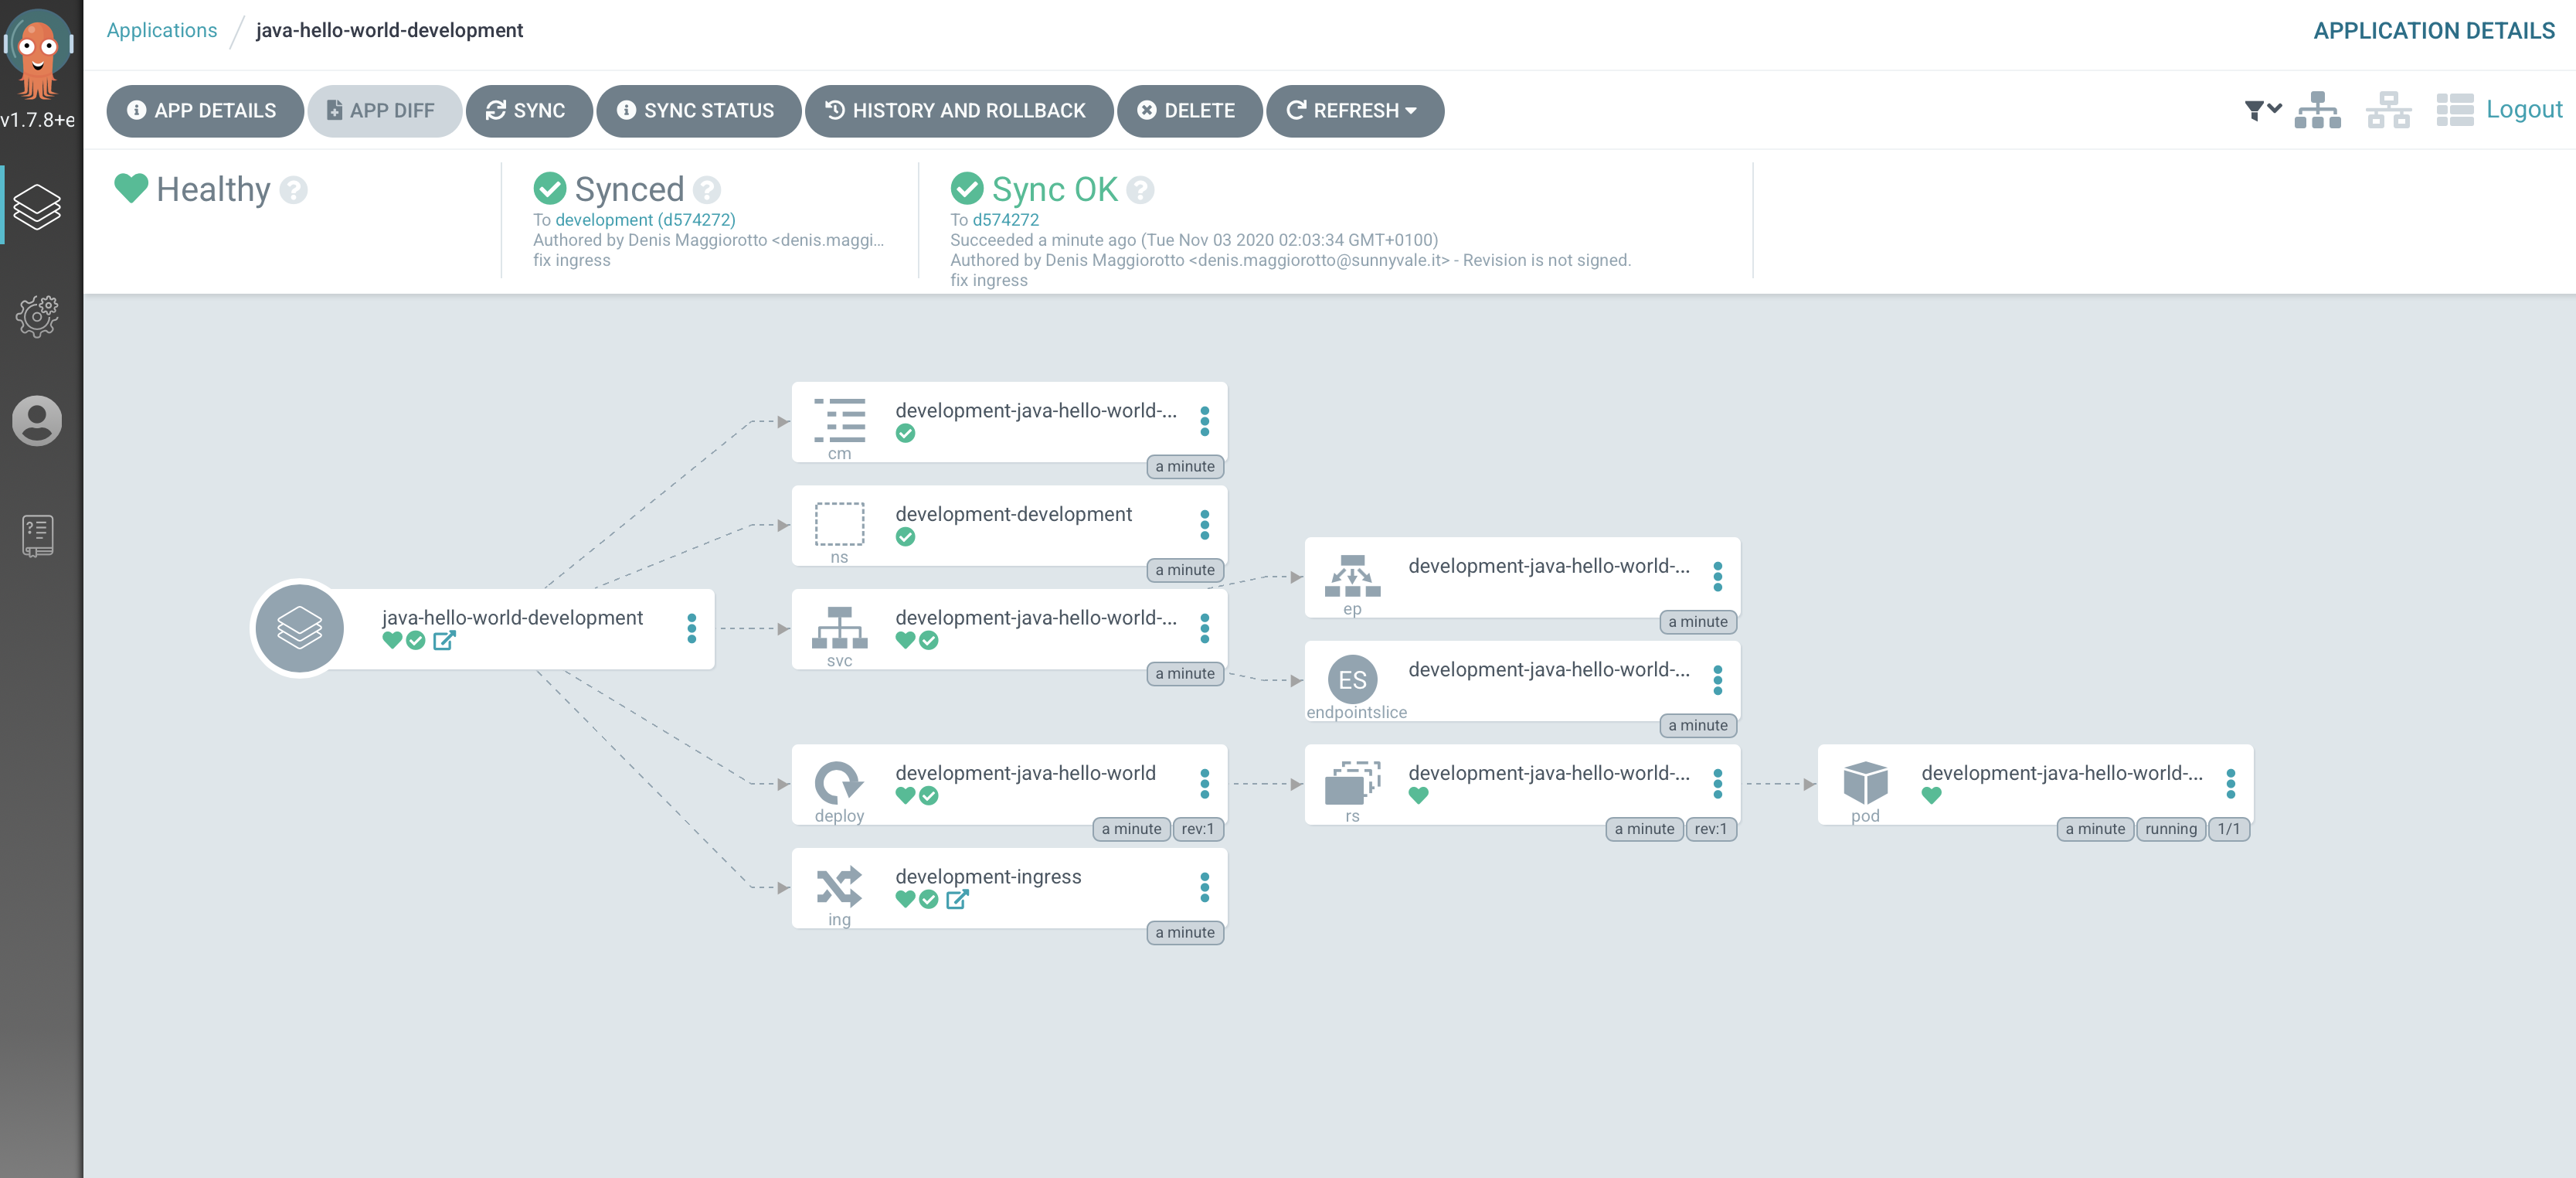 Applications / java-hello-world-development
APPLICATION DETAILS
v1.7.8+e
APP DETAILS
APP DIFF
SYNC
SYNC STATUS
HISTORY AND ROLLBACK
DELETE
REFRESH
Logout
Healthy
Synced
To development (d574272)
Authored by Denis Maggiorotto <denis.maggi...
fix ingress
Sync OK
To d574272
Succeeded a minute ago (Tue Nov 03 2020 02:03:34 GMT+0100)
Authored by Denis Maggiorotto <denis.maggiorotto@sunnyvale.it> - Revision is not signed.
fix ingress
java-hello-world-development
development-java-hello-world-...
cm
a minute
development-development
ns
a minute
development-java-hello-world-...
svc
a minute
development-java-hello-world-...
ep
a minute
ES
development-java-hello-world-...
endpointslice
a minute
development-java-hello-world
deploy
a minute rev:1
development-java-hello-world-...
rs
a minute rev:1
development-java-hello-world-...
pod
a minute running 1/1
development-ingress
ing
a minute